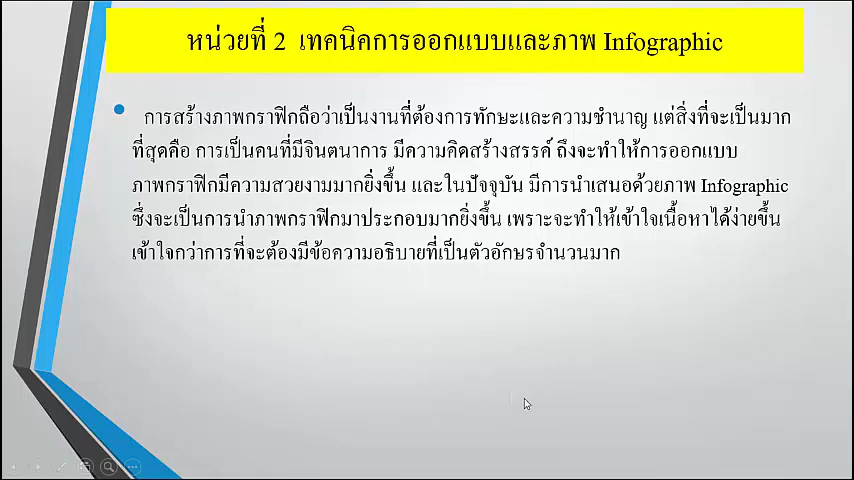 หน่วยที่ 2 เทคนิคการออกแบบและภาพ Infographic
การสร้างภาพกราฟิกถือว่าเป็นงานที่ต้องการทักษะและความชำนาญ แต่สิ่งที่จะเป็นมาก
ที่สุดคือ การเป็นคนที่มีจินตนาการ มีความคิดสร้างสรรค์ ถึงจะทำให้การออกแบบ
ภาพกราฟิกมีความสวยงามมากยิ่งขึ้น และในปัจจุบัน มีการนำเสนอด้วยภาพ Infographic
ซึ่งจะเป็นการนำภาพกราฟิกมาประกอบมากยิ่งขึ้น เพราะจะทำให้เข้าใจเนื้อหาได้ง่ายขึ้น
เข้าใจกว่าการที่จะต้องมีข้อความอธิบายที่เป็นตัวอักษรจำนวนมาก